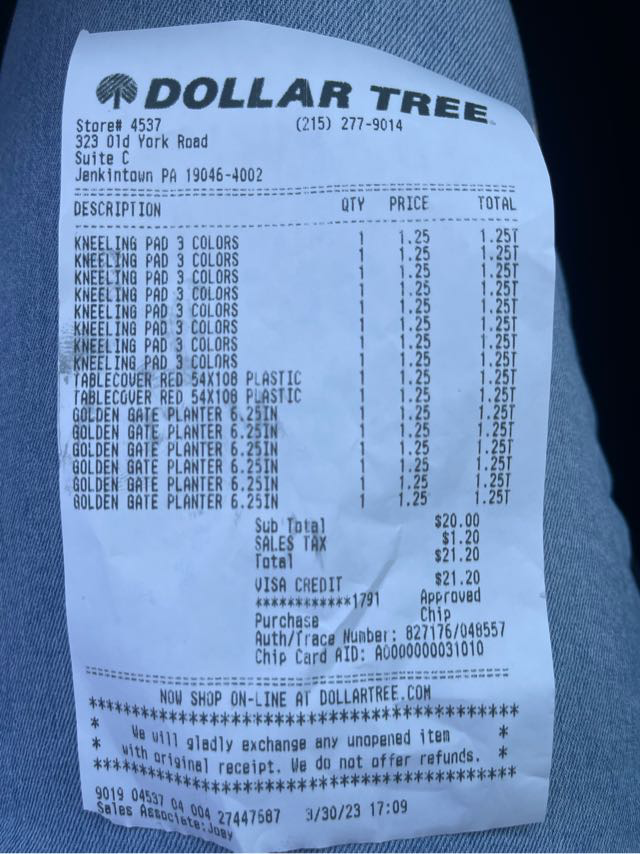 DOLLAR TREE
Store# 4537 (215) 277-9014
323 Old York Road
Suite C
Jenkintown PA 19046-4002
DESCRIPTION QTY PRICE TOTAL
KNEELING PAD 3 COLORS 1 1.25 1.25T
KNEELING PAD 3 COLORS 1 1.25 1.25T
KNEELING PAD 3 COLORS 1 1.25 1.25T
KNEELING PAD 3 COLORS 1 1.25 1.25T
KNEELING PAD 3 COLORS 1 1.25 1.25T
KNEELING PAD 3 COLORS 1 1.25 1.25T
KNEELING PAD 3 COLORS 1 1.25 1.25T
KNEELING PAD 3 COLORS 1 1.25 1.25T
TABLECOVER RED 54X108 PLASTIC 1 1.25 1.25T
TABLECOVER RED 54X108 PLASTIC 1 1.25 1.25T
GOLDEN GATE PLANTER 6.25IN 1 1.25 1.25T
GOLDEN GATE PLANTER 6.25IN 1 1.25 1.25T
GOLDEN GATE PLANTER 6.25IN 1 1.25 1.25T
GOLDEN GATE PLANTER 6.25IN 1 1.25 1.25T
GOLDEN GATE PLANTER 6.25IN 1 1.25 1.25T
GOLDEN GATE PLANTER 6.25IN 1 1.25 1.25T
Sub Total $20.00
SALES TAX $1.20
Total $21.20
VISA CREDIT $21.20
************1791 Approved
Purchase Chip
Auth/Trace Number: 827176/048557
Chip Card AID: A0000000031010
NOW SHOP ON-LINE AT DOLLARTREE.COM
* We will gladly exchange any unopened item *
* with original receipt. We do not offer refunds. *
9019 04537 04 004 27447587 3/30/23 17:09
Sales Associate:Joey